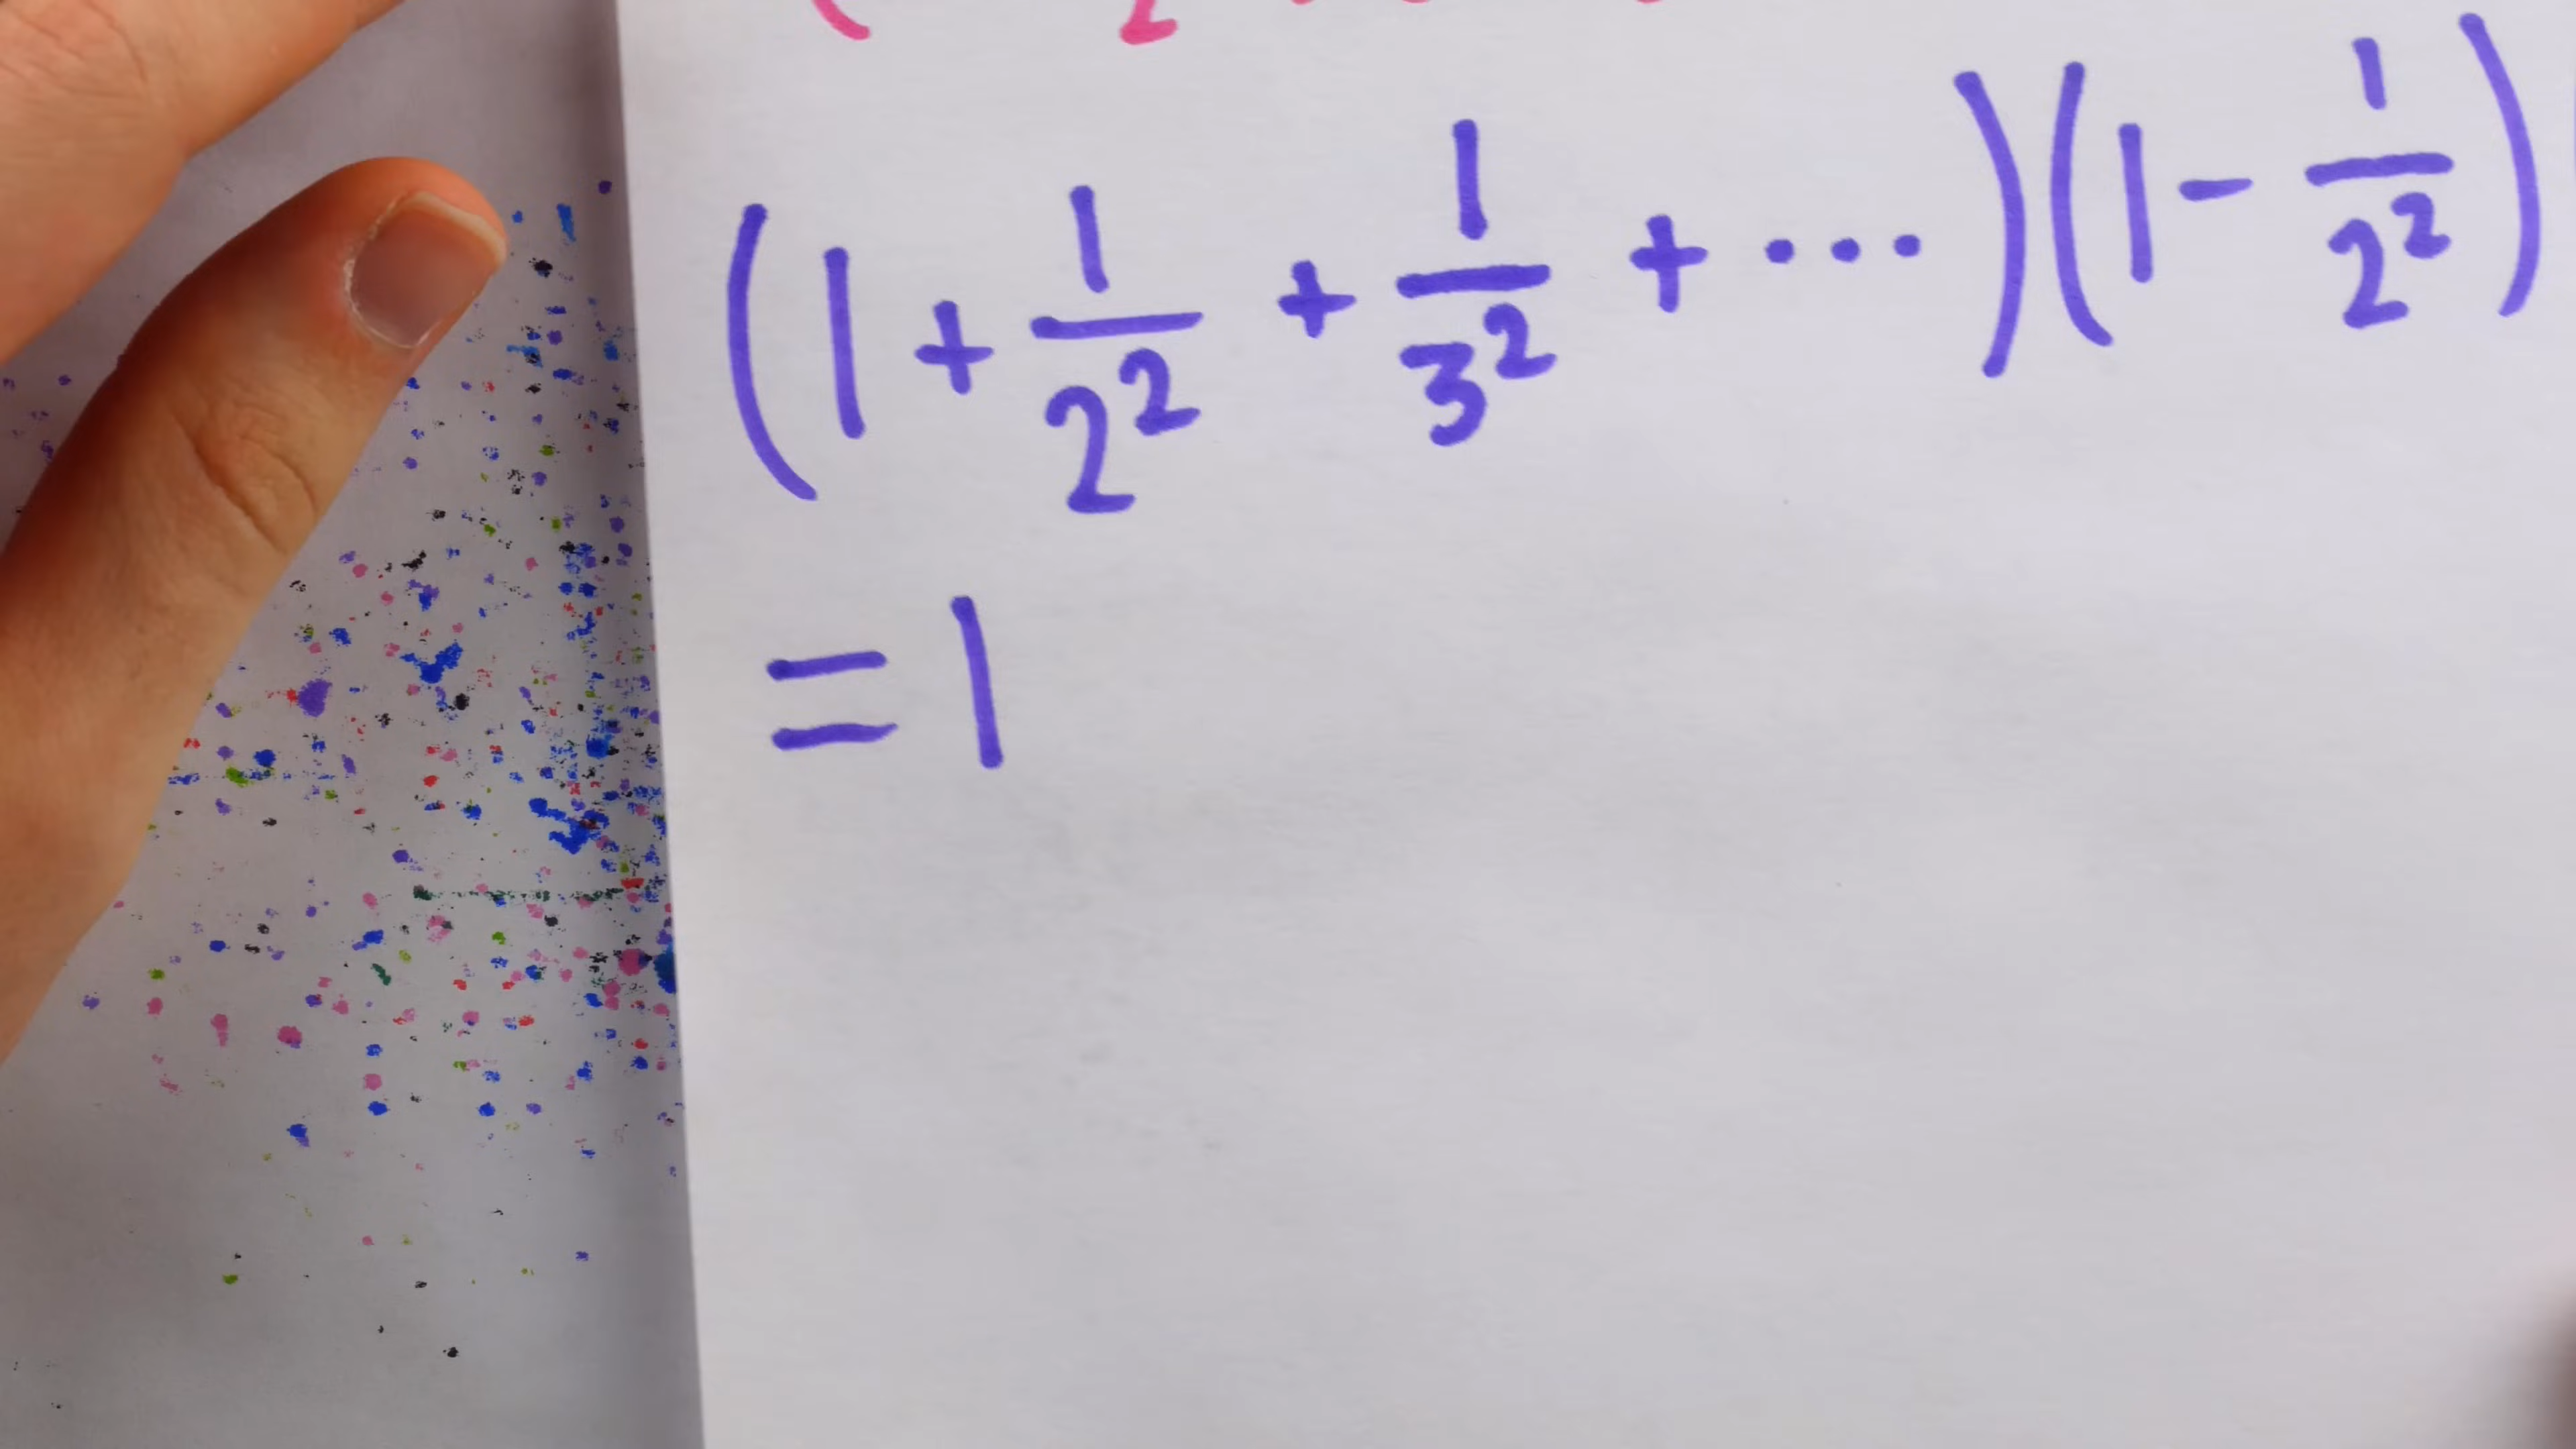 (1 + 1/2² + 1/3² + ...)(1 - 1/2²)
= 1